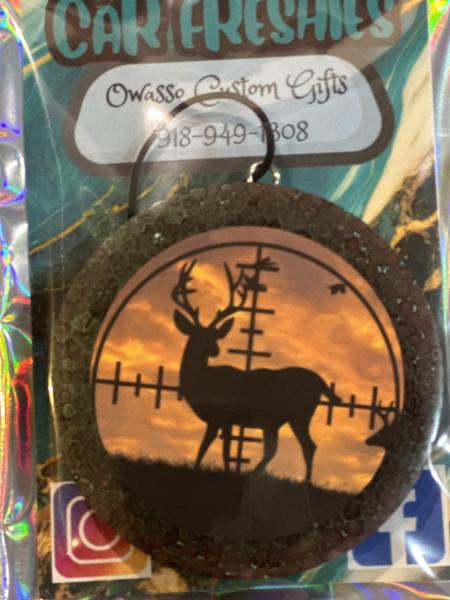 CAR FRESHIES
Owasso Custom Gifts
918-949-1308